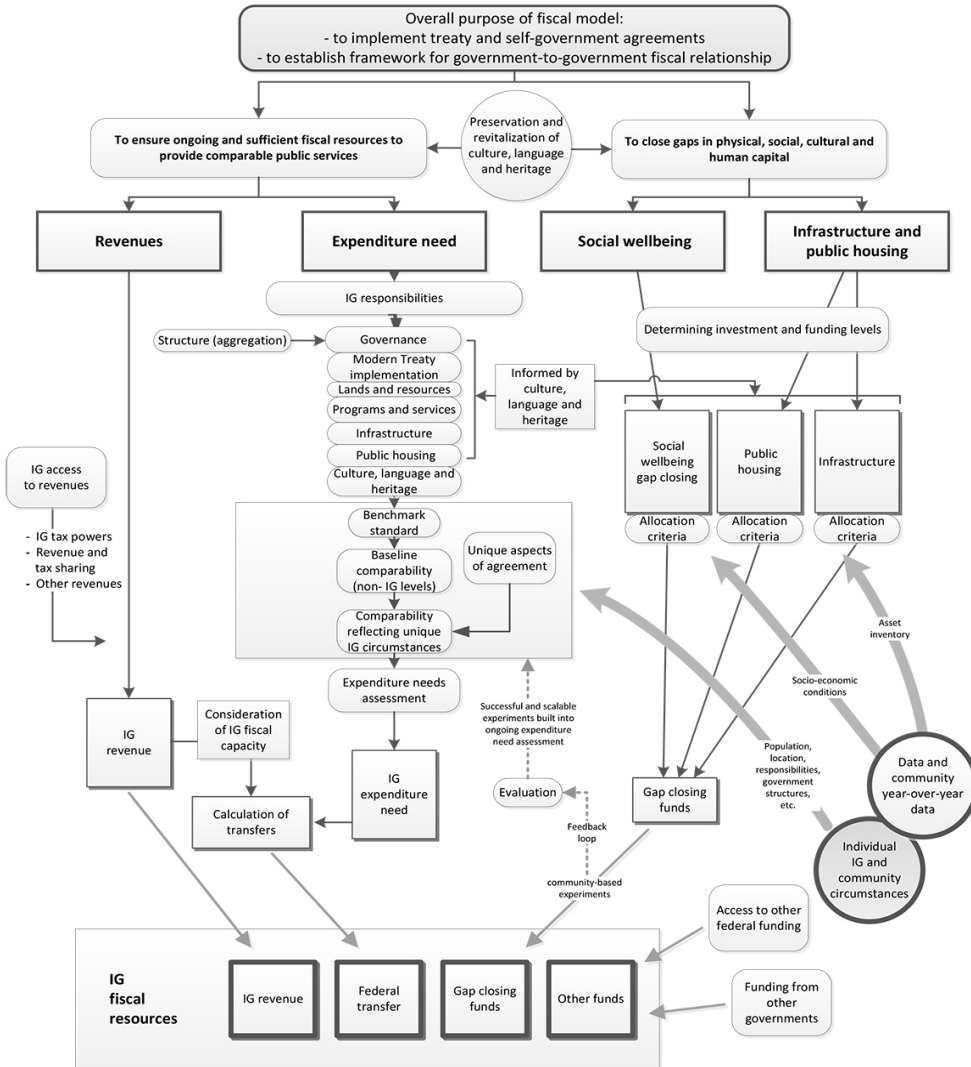 Overall purpose of fiscal model:
- to implement treaty and self-government agreements
- to establish framework for government-to-government fiscal relationship
To ensure ongoing and sufficient fiscal resources to
provide comparable public services
Preservation and
revitalization of
culture, language
and heritage
To close gaps in physical, social, cultural and
human capital
Revenues
Expenditure need
Social wellbeing
Infrastructure and
public housing
IG responsibilities
Structure (aggregation)
Governance
Modern Treaty
implementation
Lands and resources
Programs and services
Infrastructure
Public housing
Culture, language and
heritage
Informed by
culture,
language and
heritage
Determining investment and funding levels
Social
wellbeing
gap closing
Public
housing
Infrastructure
Allocation
criteria
Allocation
criteria
Allocation
criteria
IG access
to revenues
- IG tax powers
- Revenue and
tax sharing
- Other revenues
Benchmark
standard
Baseline
comparability
(non- IG levels)
Unique aspects
of agreement
Comparability
reflecting unique
IG circumstances
Expenditure needs
assessment
Asset
inventory
Socio-economic
conditions
Population,
location,
responsibilities,
government
structures,
etc.
Successful and scalable
experiments built into
ongoing expenditure
need assessment
IG
revenue
Consideration
of IG fiscal
capacity
IG
expenditure
need
Calculation of
transfers
Evaluation
Feedback
loop
community-based
experiments
Gap closing
funds
Data and
community
year-over-year
data
Individual
IG and
community
circumstances
Access to other
federal funding
IG
fiscal
resources
IG revenue
Federal
transfer
Gap closing
funds
Other funds
Funding from
other
governments